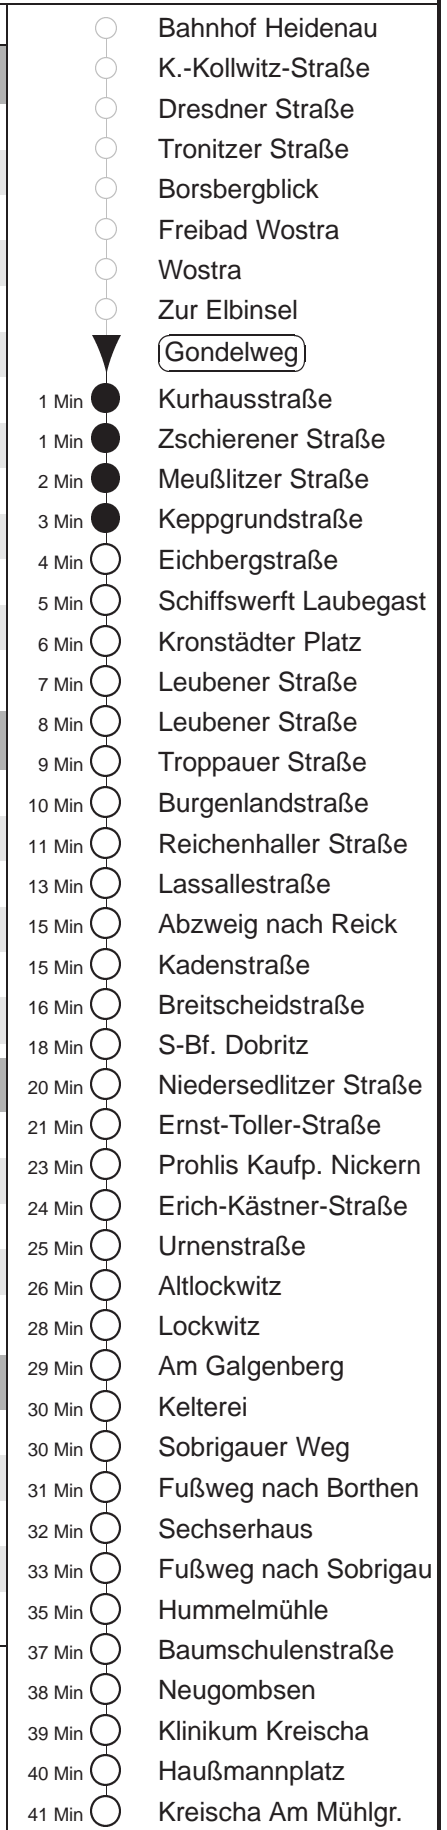 Bahnhof Heidenau
K.-Kollwitz-Straße
Dresdner Straße
Tronitzer Straße
Borsbergblick
Freibad Wostra
Wostra
Zur Elbinsel
Gondelweg
1 Min Kurhausstraße
1 Min Zschierener Straße
2 Min Meußlitzer Straße
3 Min Keppgrundstraße
4 Min Eichbergstraße
5 Min Schiffswerft Laubegast
6 Min Kronstädter Platz
7 Min Leubener Straße
8 Min Leubener Straße
9 Min Troppauer Straße
10 Min Burgenlandstraße
11 Min Reichenhaller Straße
13 Min Lassallestraße
15 Min Abzweig nach Reick
15 Min Kadenstraße
16 Min Breitscheidstraße
18 Min S-Bf. Dobritz
20 Min Niedersedlitzer Straße
21 Min Ernst-Toller-Straße
23 Min Prohlis Kaufp. Nickern
24 Min Erich-Kästner-Straße
25 Min Urnenstraße
26 Min Altlockwitz
28 Min Lockwitz
29 Min Am Galgenberg
30 Min Kelterei
30 Min Sobrigauer Weg
31 Min Fußweg nach Borthen
32 Min Sechserhaus
33 Min Fußweg nach Sobrigau
35 Min Hummelmühle
37 Min Baumschulenstraße
38 Min Neugombsen
39 Min Klinikum Kreischa
40 Min Haußmannplatz
41 Min Kreischa Am Mühlgr.